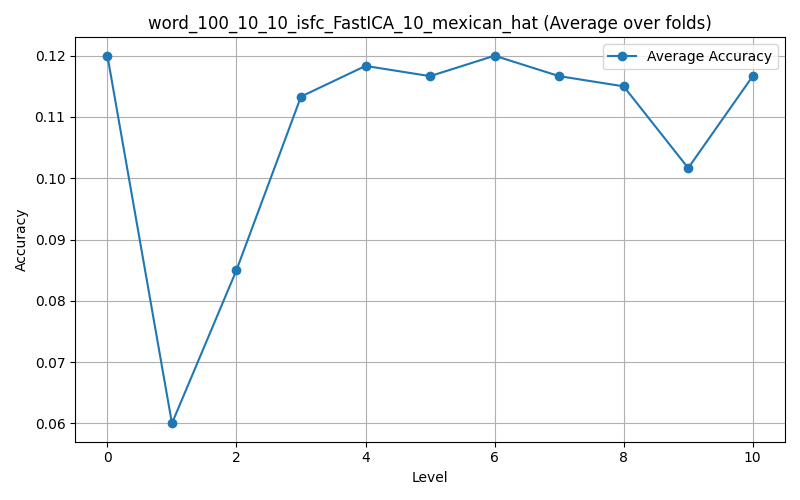 word_100_10_10_isfc_FastICA_10_mexican_hat (Average over folds)
Average Accuracy
0.12
0.11
0.10
0.09
0.08
0.07
0.06
Accuracy
0 2 4 6 8 10
Level